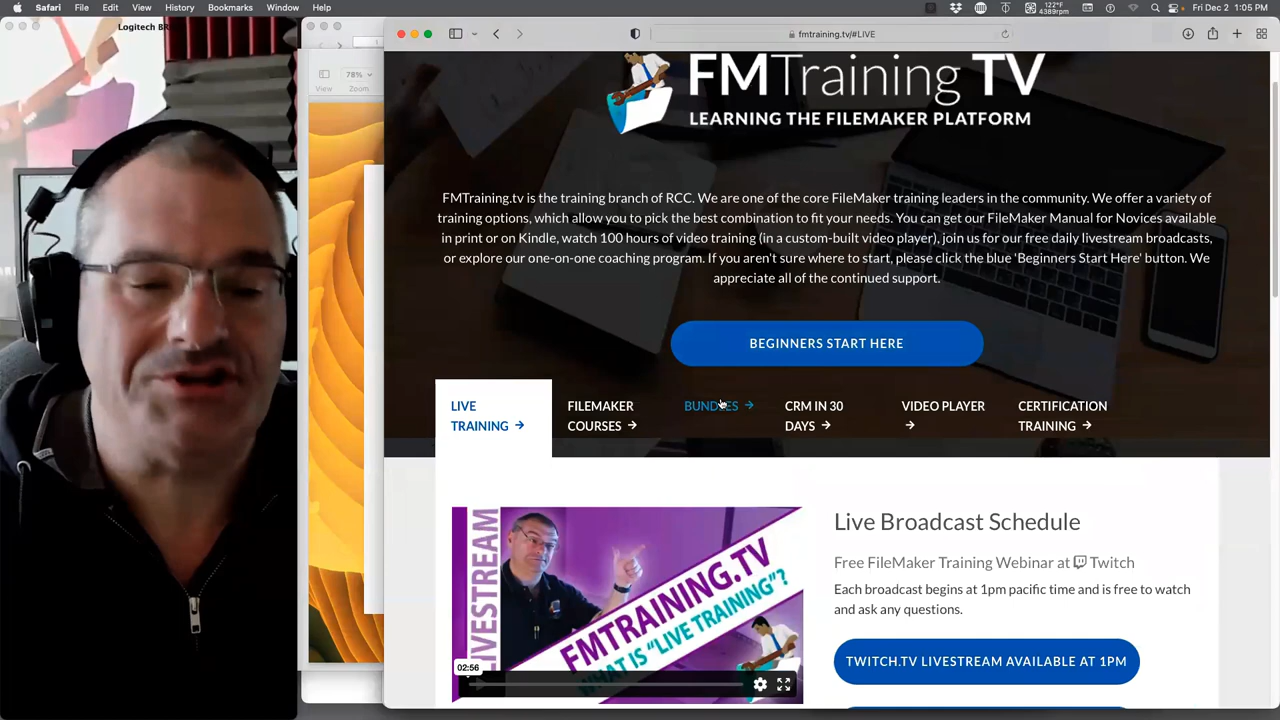 Safari File Edit View History Bookmarks Window Help
122°F
4389rpm
Fri Dec 2 1:05 PM
Logitech BR
fmtraining.tv/#LIVE
78%
View Zoom
FMTraining TV
LEARNING THE FILEMAKER PLATFORM
FMTraining.tv is the training branch of RCC. We are one of the core FileMaker training leaders in the community. We offer a variety of
training options, which allow you to pick the best combination to fit your needs. You can get our FileMaker Manual for Novices available
in print or on Kindle, watch 100 hours of video training (in a custom-built video player), join us for our free daily livestream broadcasts,
or explore our one-on-one coaching program. If you aren't sure where to start, please click the blue 'Beginners Start Here' button. We
appreciate all of the continued support.
BEGINNERS START HERE
LIVE
TRAINING →
FILEMAKER
COURSES →
BUNDLES →
CRM IN 30
DAYS →
VIDEO PLAYER
→
CERTIFICATION
TRAINING →
LIVESTREAM
FMTRAINING.TV
WHAT IS "LIVE TRAINING"?
02:56
Live Broadcast Schedule
Free FileMaker Training Webinar at Twitch
Each broadcast begins at 1pm pacific time and is free to watch
and ask any questions.
TWITCH.TV LIVESTREAM AVAILABLE AT 1PM